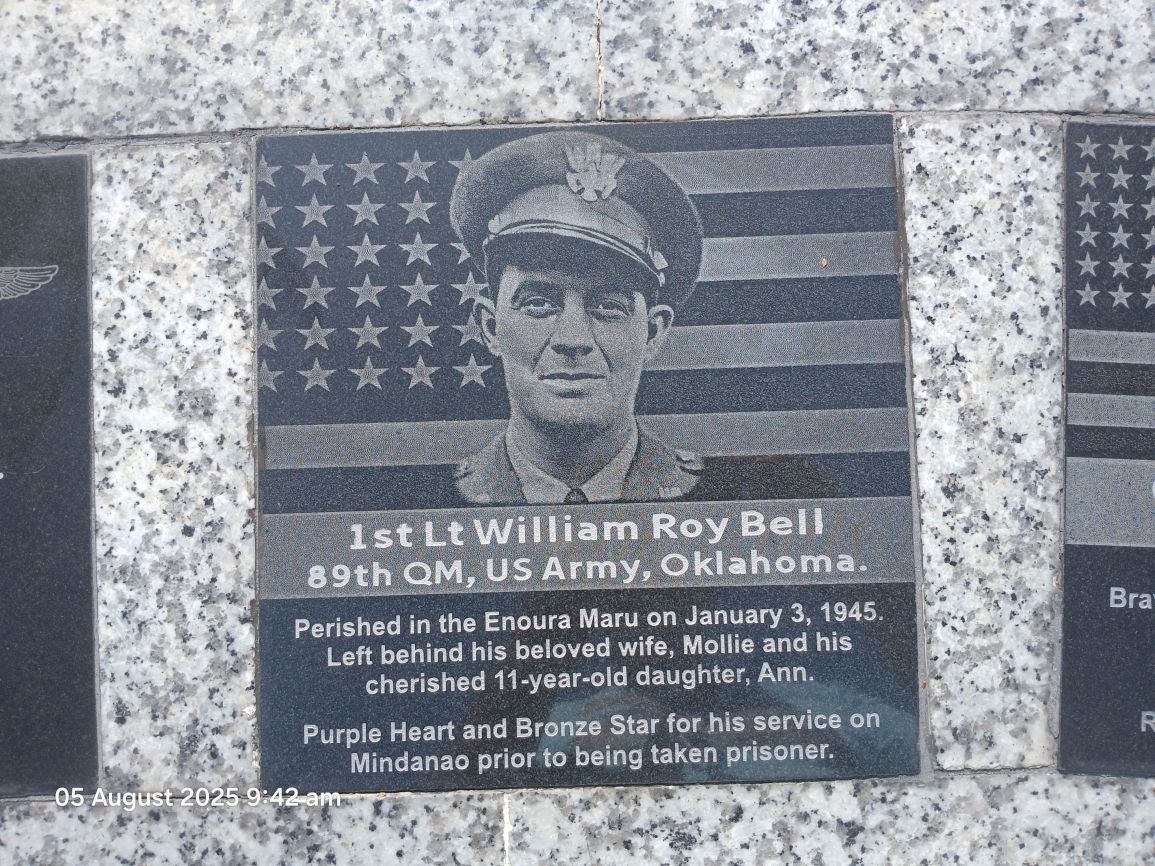 1st Lt William Roy Bell
89th QM, US Army, Oklahoma.
Perished in the Enoura Maru on January 3, 1945.
Left behind his beloved wife, Mollie and his
cherished 11-year-old daughter, Ann.
Purple Heart and Bronze Star for his service on
Mindanao prior to being taken prisoner.
05 August 2025 9:42 am